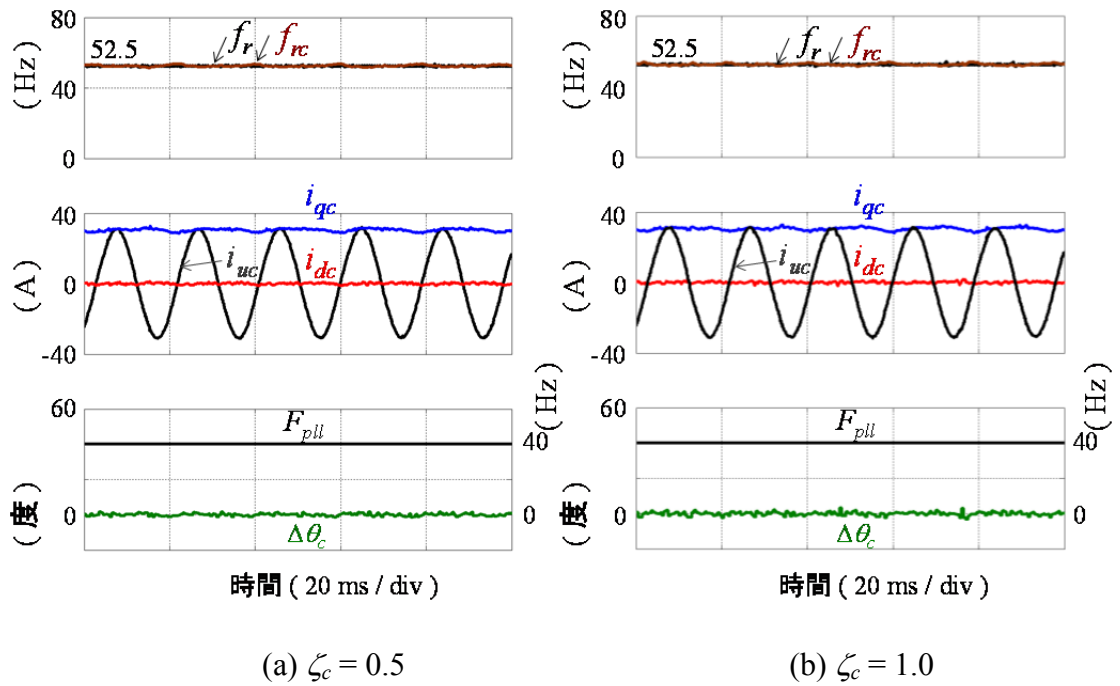 80
(Hz)
52.5
f_r
f_rc
40
0
40
(A)
i_qc
i_uc
i_dc
0
-40
60
(度)
F_pll
0
Δθ_c
(Hz)
40
0
時間 ( 20 ms / div )
(a) ζ_c = 0.5
80
(Hz)
52.5
f_r
f_rc
40
0
40
(A)
i_qc
i_uc
i_dc
0
-40
60
(度)
F_pll
0
Δθ_c
(Hz)
40
0
時間 ( 20 ms / div )
(b) ζ_c = 1.0